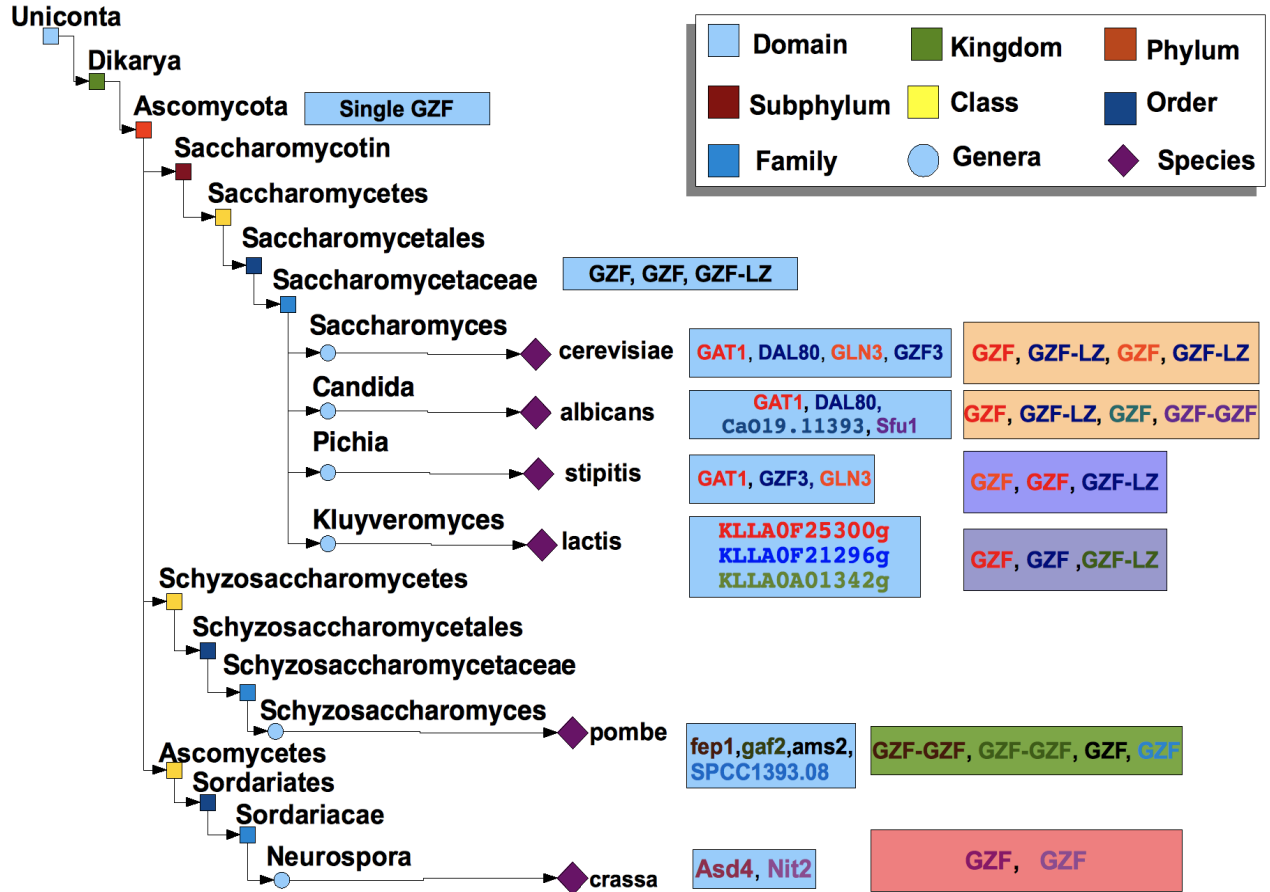 Uniconta
Domain
Kingdom
Phylum
Dikarya
Subphylum
Class
Order
Ascomycota
Single GZF
Saccharomycotin
Family
Genera
Species
Saccharomycetes
Saccharomycetales
Saccharomycetaceae
GZF, GZF, GZF-LZ
Saccharomyces
cerevisiae
GAT1, DAL80, GLN3, GZF3
GZF, GZF-LZ, GZF, GZF-LZ
Candida
albicans
GAT1, DAL80,
CaO19.11393, Sfu1
GZF, GZF-LZ, GZF, GZF-GZF
Pichia
stipitis
GAT1, GZF3, GLN3
GZF, GZF, GZF-LZ
Kluyveromyces
lactis
KLLA0F25300g
KLLA0F21296g
KLLA0A01342g
GZF, GZF ,GZF-LZ
Schyzosaccharomycetes
Schyzosaccharomycetales
Schyzosaccharomycetaceae
Schyzosaccharomyces
pombe
fep1,gaf2,ams2,
SPCC1393.08
GZF-GZF, GZF-GZF, GZF, GZF
Ascomycetes
Sordariates
Sordariacae
Neurospora
crassa
Asd4, Nit2
GZF, GZF